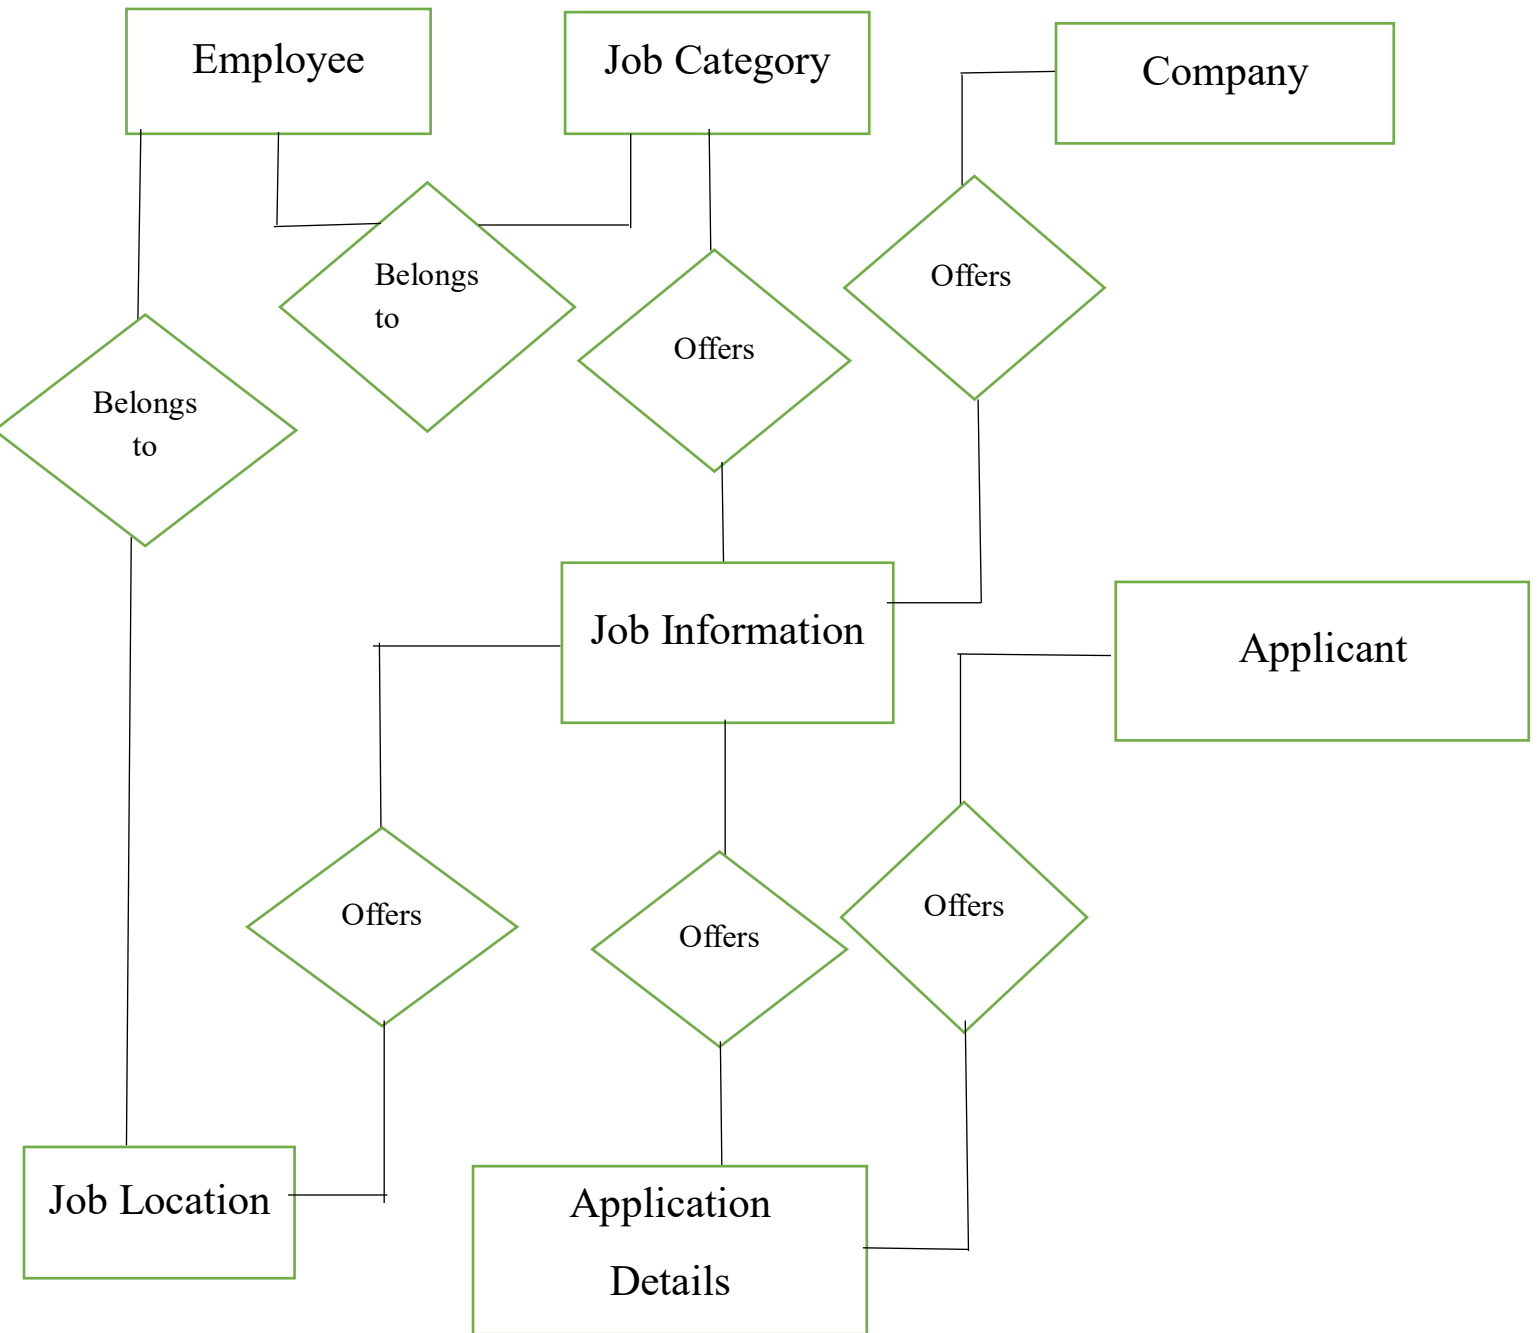 Employee
Job Category
Company
Belongs
to
Offers
Offers
Belongs
to
Job Information
Applicant
Offers
Offers
Offers
Job Location
Application
Details